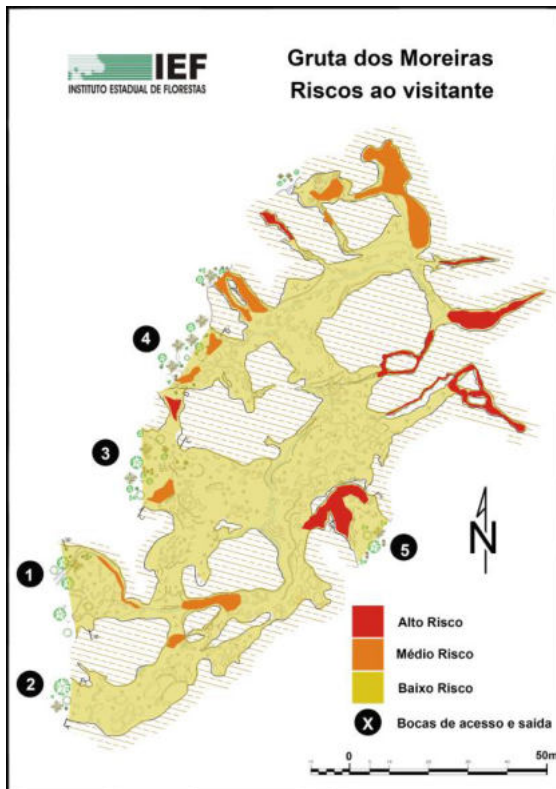 IEF
INSTITUTO ESTADUAL DE FLORESTAS
Gruta dos Moreiras
Riscos ao visitante
4
3
1
2
5
N
Alto Risco
Médio Risco
Baixo Risco
X Bocas de acesso e saída
0 50m